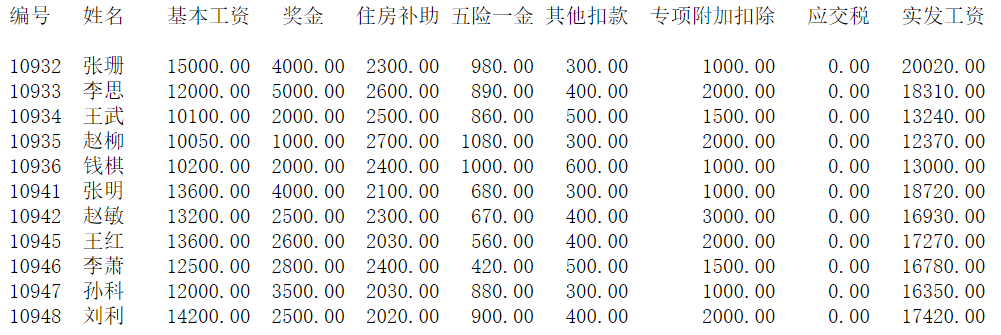 编号 姓名 基本工资 奖金 住房补助 五险一金 其他扣款 专项附加扣除 应交税 实发工资
10932 张珊 15000.00 4000.00 2300.00 980.00 300.00 1000.00 0.00 20020.00
10933 李思 12000.00 5000.00 2600.00 890.00 400.00 2000.00 0.00 18310.00
10934 王武 10100.00 2000.00 2500.00 860.00 500.00 1500.00 0.00 13240.00
10935 赵柳 10050.00 1000.00 2700.00 1080.00 300.00 2000.00 0.00 12370.00
10936 钱棋 10200.00 2000.00 2400.00 1000.00 600.00 1000.00 0.00 13000.00
10941 张明 13600.00 4000.00 2100.00 680.00 300.00 1000.00 0.00 18720.00
10942 赵敏 13200.00 2500.00 2300.00 670.00 400.00 3000.00 0.00 16930.00
10945 王红 13600.00 2600.00 2030.00 560.00 400.00 2000.00 0.00 17270.00
10946 李萧 12500.00 2800.00 2400.00 420.00 500.00 1500.00 0.00 16780.00
10947 孙科 12000.00 3500.00 2030.00 880.00 300.00 1000.00 0.00 16350.00
10948 刘利 14200.00 2500.00 2020.00 900.00 400.00 2000.00 0.00 17420.00